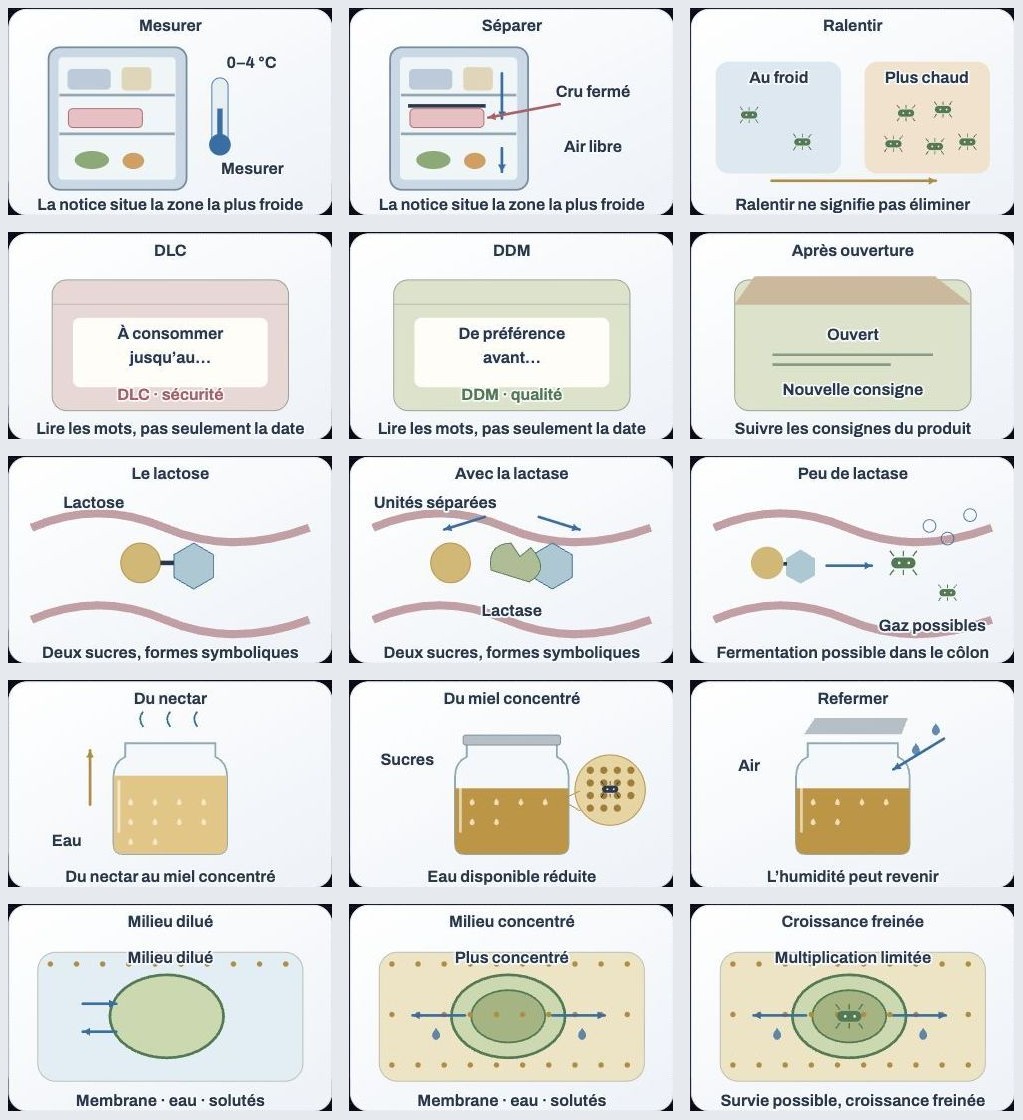 Mesurer
0–4 °C
Mesurer
La notice situe la zone la plus froide
Séparer
Cru fermé
Air libre
La notice situe la zone la plus froide
Ralentir
Au froid
Plus chaud
Ralentir ne signifie pas éliminer
DLC
À consommer
jusqu’au…
DLC · sécurité
Lire les mots, pas seulement la date
DDM
De préférence
avant…
DDM · qualité
Lire les mots, pas seulement la date
Après ouverture
Ouvert
Nouvelle consigne
Suivre les consignes du produit
Le lactose
Lactose
Deux sucres, formes symboliques
Avec la lactase
Unités séparées
Lactase
Deux sucres, formes symboliques
Peu de lactase
Gaz possibles
Fermentation possible dans le côlon
Du nectar
Eau
Du nectar au miel concentré
Du miel concentré
Sucres
Eau disponible réduite
Refermer
Air
L’humidité peut revenir
Milieu dilué
Milieu dilué
Membrane · eau · solutés
Milieu concentré
Plus concentré
Membrane · eau · solutés
Croissance freinée
Multiplication limitée
Survie possible, croissance freinée